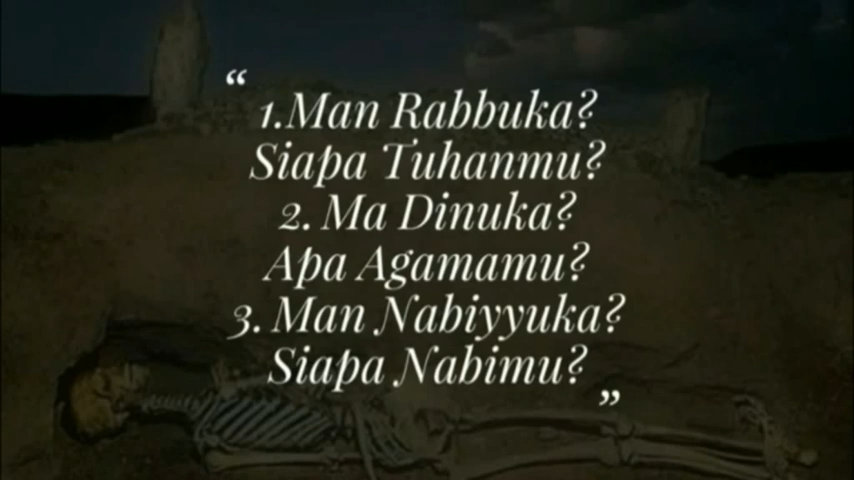 “
1.Man Rabbuka?
Siapa Tuhanmu?
2. Ma Dinuka?
Apa Agamamu?
3. Man Nabiyyuka?
Siapa Nabimu?
”